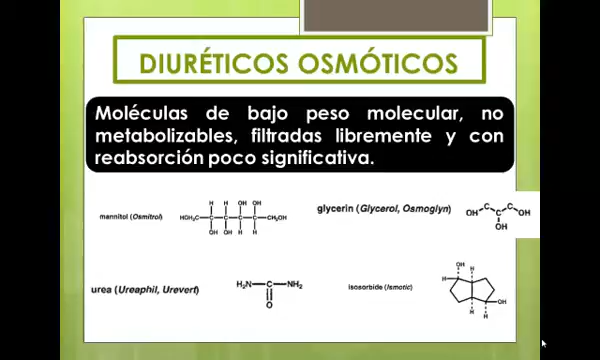 DIURÉTICOS OSMÓTICOS
Moléculas de bajo peso molecular, no
metabolizables, filtradas libremente y con
reabsorción poco significativa.
mannitol (Osmitrol)
H H OH OH
HOH₂C—C—C—C—C—CH₂OH
OH OH H H
glycerin (Glycerol, Osmoglyn)
C C
OH C OH
OH
urea (Ureaphil, Urevert)
H₂N—C—NH₂
O
isosorbide (Ismotic)
OH H
H
OH
H H